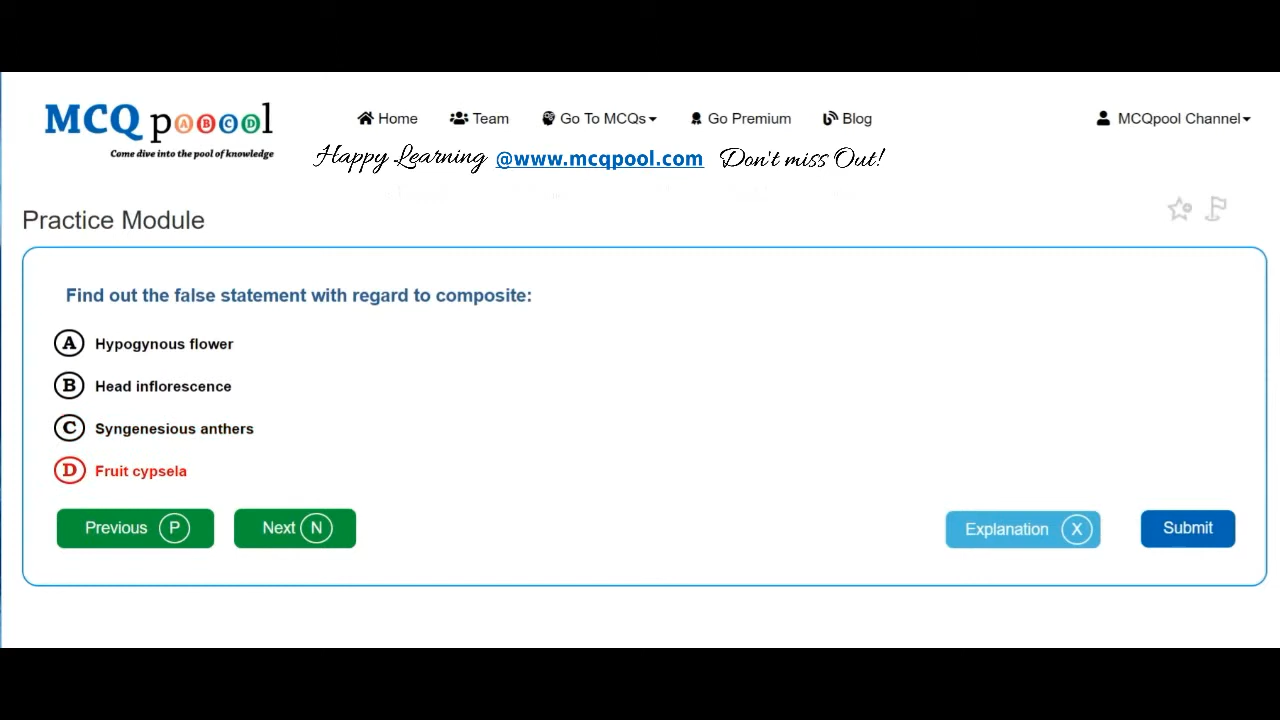 MCQ pABCDl
Come dive into the pool of knowledge
Home Team Go To MCQs Go Premium Blog MCQpool Channel
Happy Learning @www.mcqpool.com Don't miss Out!
Practice Module
Find out the false statement with regard to composite:
A Hypogynous flower
B Head inflorescence
C Syngenesious anthers
D Fruit cypsela
Previous P Next N Explanation X Submit